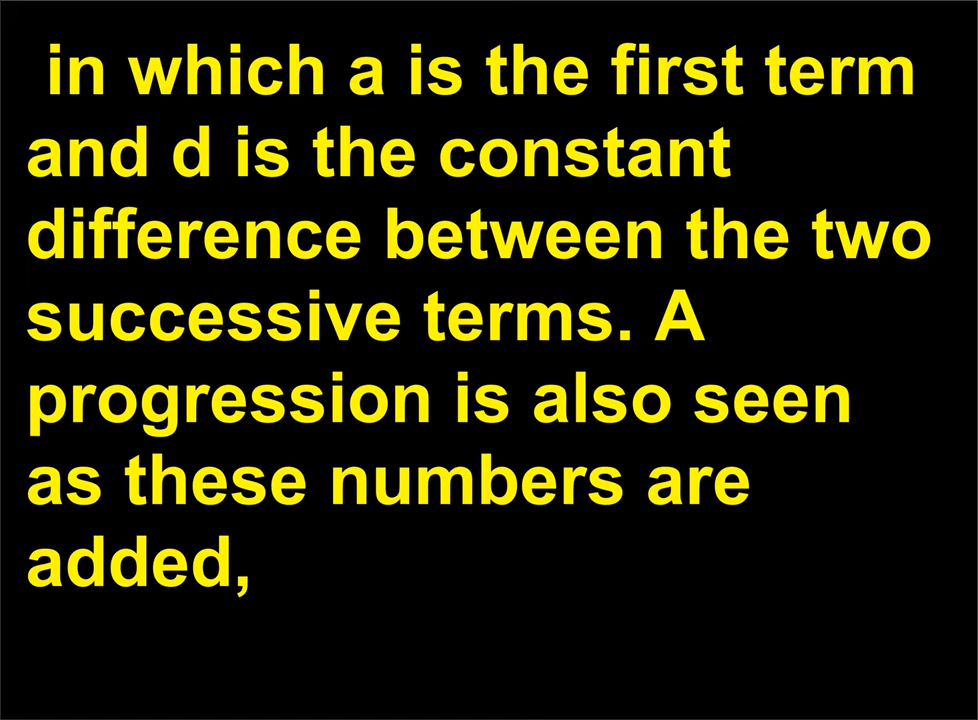 in which a is the first term
and d is the constant
difference between the two
successive terms. A
progression is also seen
as these numbers are
added,